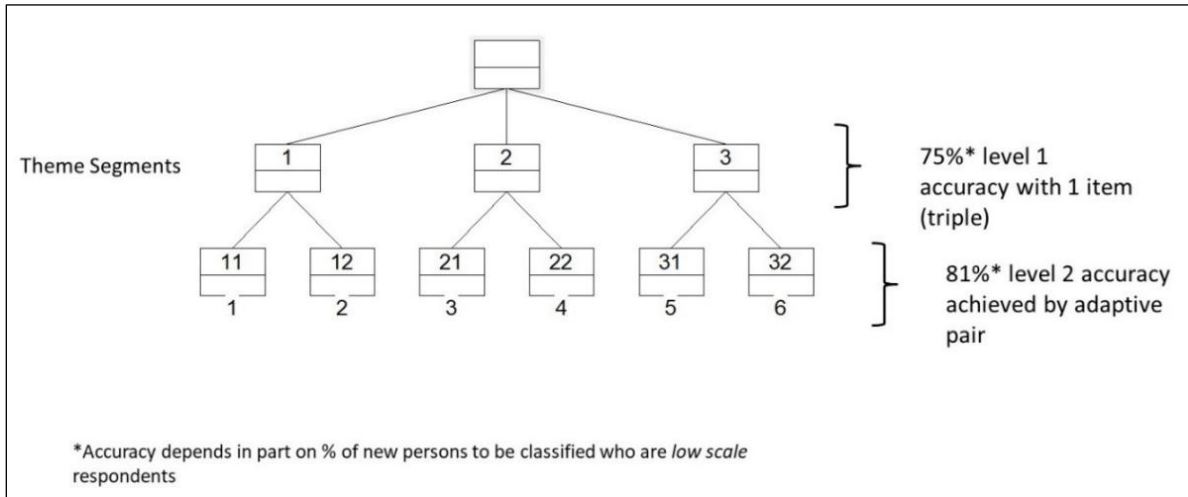 Theme Segments
1
2
3
75%* level 1
accuracy with 1 item
(triple)
11
12
21
22
31
32
1
2
3
4
5
6
81%* level 2 accuracy
achieved by adaptive
pair
*Accuracy depends in part on % of new persons to be classified who are low scale
respondents